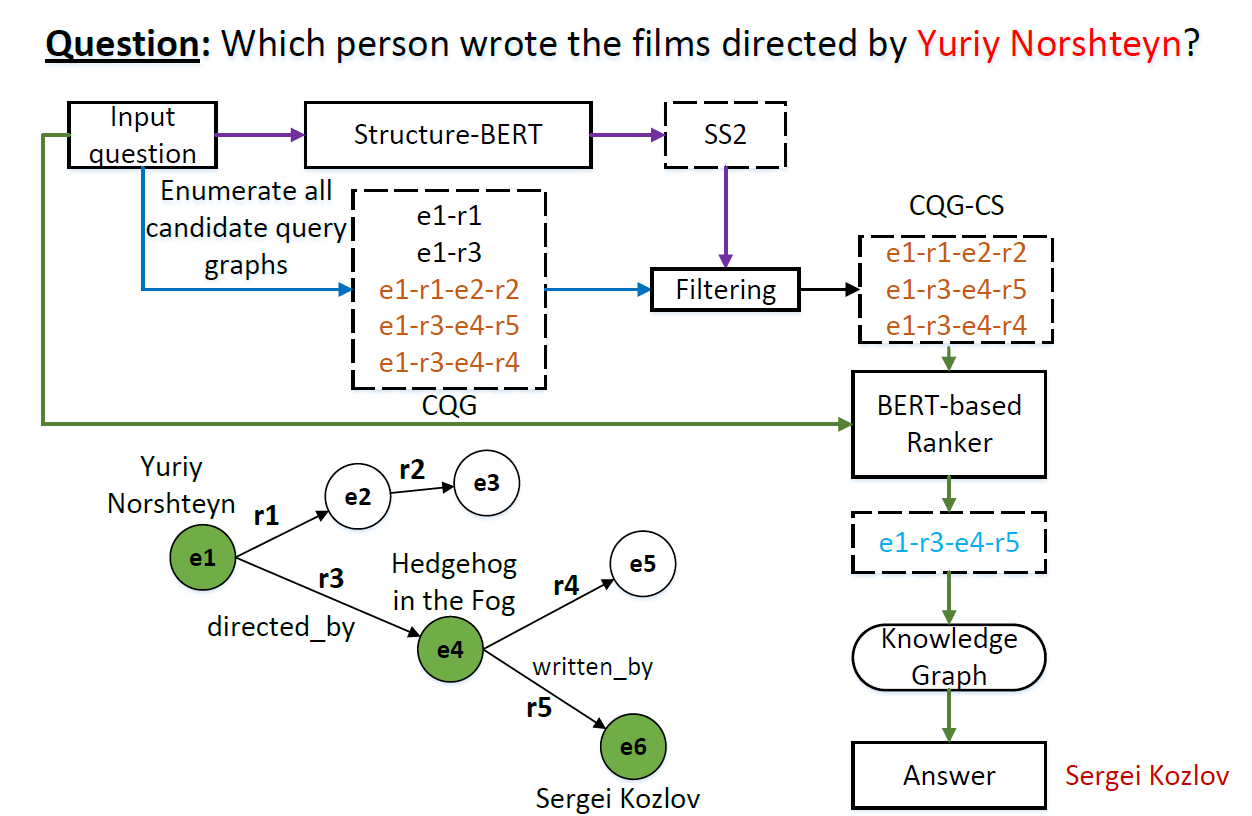 Question: Which person wrote the films directed by Yuriy Norshteyn?
Input
question
Structure-BERT
SS2
Enumerate all
candidate query
graphs
e1-r1
e1-r3
e1-r1-e2-r2
e1-r3-e4-r5
e1-r3-e4-r4
CQG
Filtering
CQG-CS
e1-r1-e2-r2
e1-r3-e4-r5
e1-r3-e4-r4
BERT-based
Ranker
e1-r3-e4-r5
Knowledge
Graph
Answer
Sergei Kozlov
Yuriy
Norshteyn
e1
r1
e2
r2
e3
r3
directed_by
Hedgehog
in the Fog
e4
r4
e5
written_by
r5
e6
Sergei Kozlov